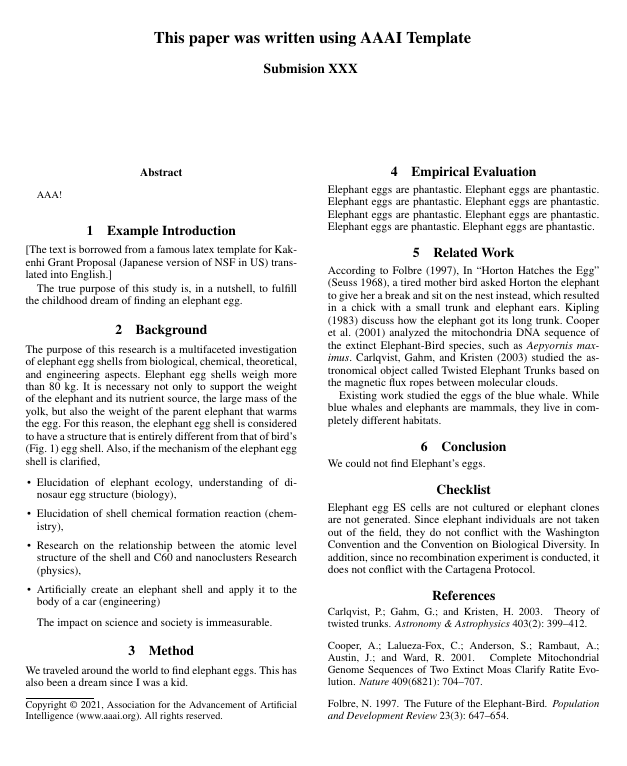 This paper was written using AAAI Template
Submision XXX
Abstract
AAA!
1 Example Introduction
[The text is borrowed from a famous latex template for Kak-
enhi Grant Proposal (Japanese version of NSF in US) trans-
lated into English.]
The true purpose of this study is, in a nutshell, to fulfill
the childhood dream of finding an elephant egg.
2 Background
The purpose of this research is a multifaceted investigation
of elephant egg shells from biological, chemical, theoretical,
and engineering aspects. Elephant egg shells weigh more
than 80 kg. It is necessary not only to support the weight
of the elephant and its nutrient source, the large mass of the
yolk, but also the weight of the parent elephant that warms
the egg. For this reason, the elephant egg shell is considered
to have a structure that is entirely different from that of bird's
(Fig. 1) egg shell. Also, if the mechanism of the elephant egg
shell is clarified,
• Elucidation of elephant ecology, understanding of di-
nosaur egg structure (biology),
• Elucidation of shell chemical formation reaction (chem-
istry),
• Research on the relationship between the atomic level
structure of the shell and C60 and nanoclusters Research
(physics),
• Artificially create an elephant shell and apply it to the
body of a car (engineering)
The impact on science and society is immeasurable.
3 Method
We traveled around the world to find elephant eggs. This has
also been a dream since I was a kid.
Copyright © 2021, Association for the Advancement of Artificial
Intelligence (www.aaai.org). All rights reserved.
4 Empirical Evaluation
Elephant eggs are phantastic. Elephant eggs are phantastic.
Elephant eggs are phantastic. Elephant eggs are phantastic.
Elephant eggs are phantastic. Elephant eggs are phantastic.
Elephant eggs are phantastic. Elephant eggs are phantastic.
5 Related Work
According to Folbre (1997), In “Horton Hatches the Egg”
(Seuss 1968), a tired mother bird asked Horton the elephant
to give her a break and sit on the nest instead, which resulted
in a chick with a small trunk and elephant ears. Kipling
(1983) discuss how the elephant got its long trunk. Cooper
et al. (2001) analyzed the mitochondria DNA sequence of
the extinct Elephant-Bird species, such as Aepyornis max-
imus. Carlqvist, Gahm, and Kristen (2003) studied the as-
tronomical object called Twisted Elephant Trunks based on
the magnetic flux ropes between molecular clouds.
Existing work studied the eggs of the blue whale. While
blue whales and elephants are mammals, they live in com-
pletely different habitats.
6 Conclusion
We could not find Elephant's eggs.
Checklist
Elephant egg ES cells are not cultured or elephant clones
are not generated. Since elephant individuals are not taken
out of the field, they do not conflict with the Washington
Convention and the Convention on Biological Diversity. In
addition, since no recombination experiment is conducted, it
does not conflict with the Cartagena Protocol.
References
Carlqvist, P.; Gahm, G.; and Kristen, H. 2003. Theory of
twisted trunks. Astronomy & Astrophysics 403(2): 399–412.
Cooper, A.; Lalueza-Fox, C.; Anderson, S.; Rambaut, A.;
Austin, J.; and Ward, R. 2001. Complete Mitochondrial
Genome Sequences of Two Extinct Moas Clarify Ratite Evo-
lution. Nature 409(6821): 704–707.
Folbre, N. 1997. The Future of the Elephant-Bird. Population
and Development Review 23(3): 647–654.